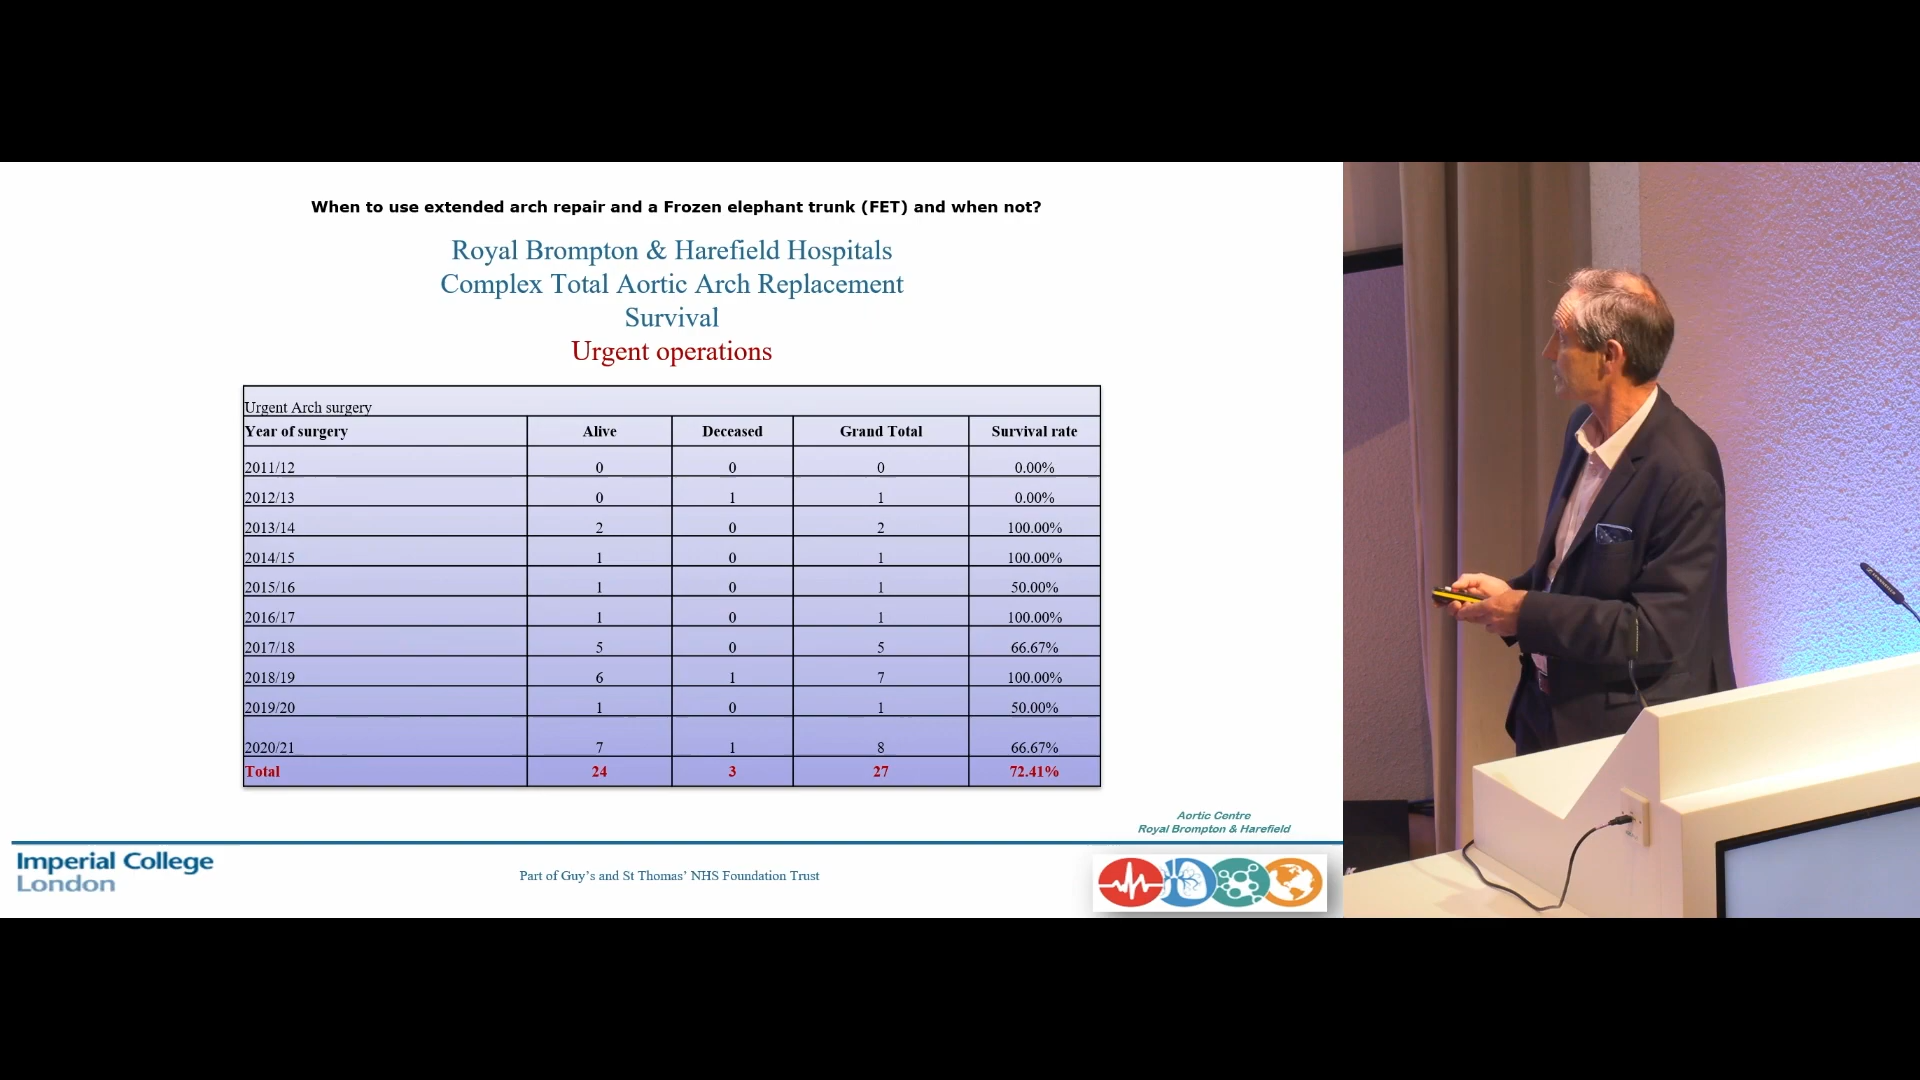 When to use extended arch repair and a Frozen elephant trunk (FET) and when not?
Royal Brompton & Harefield Hospitals
Complex Total Aortic Arch Replacement
Survival
Urgent operations
Urgent Arch surgery
Year of surgery Alive Deceased Grand Total Survival rate
2011/12 0 0 0 0.00%
2012/13 0 1 1 0.00%
2013/14 2 0 2 100.00%
2014/15 1 0 1 100.00%
2015/16 1 0 1 50.00%
2016/17 1 0 1 100.00%
2017/18 5 0 5 66.67%
2018/19 6 1 7 100.00%
2019/20 1 0 1 50.00%
2020/21 7 1 8 66.67%
Total 24 3 27 72.41%
Aortic Centre
Royal Brompton & Harefield
Imperial College
London
Part of Guy's and St Thomas' NHS Foundation Trust